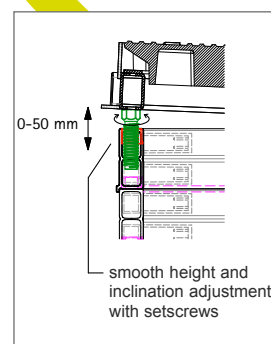 0-50 mm
smooth height and
inclination adjustment
with setscrews